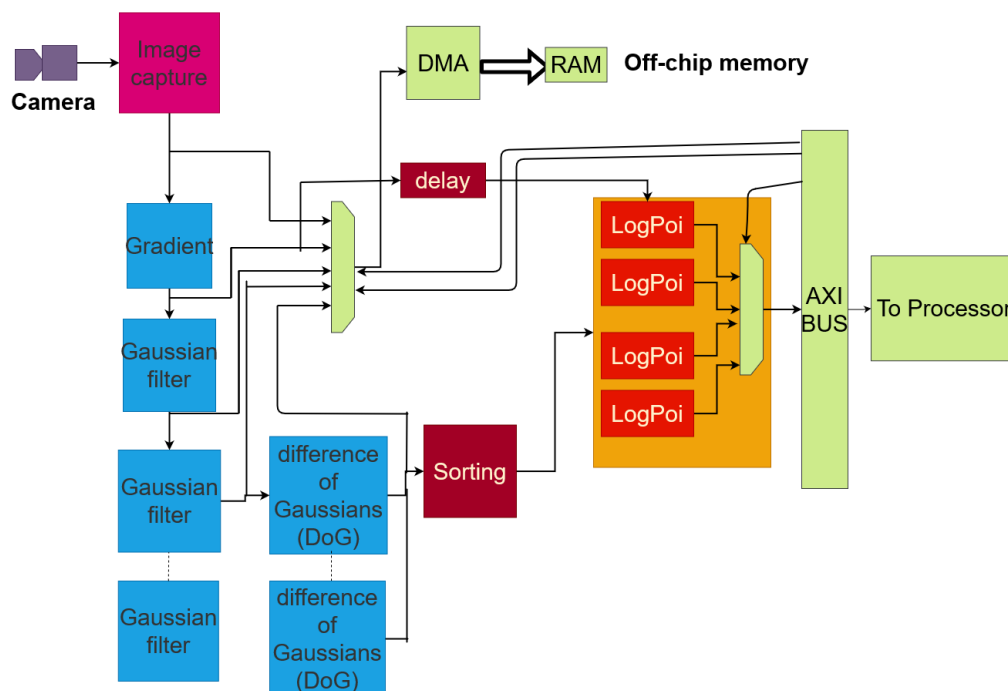 Image
capture
Camera
DMA
RAM
Off-chip memory
delay
Gradient
LogPoi
LogPoi
LogPoi
LogPoi
AXI
BUS
To Processor
Gaussian
filter
Gaussian
filter
difference
of
Gaussians
(DoG)
Sorting
Gaussian
filter
difference
of
Gaussians
(DoG)